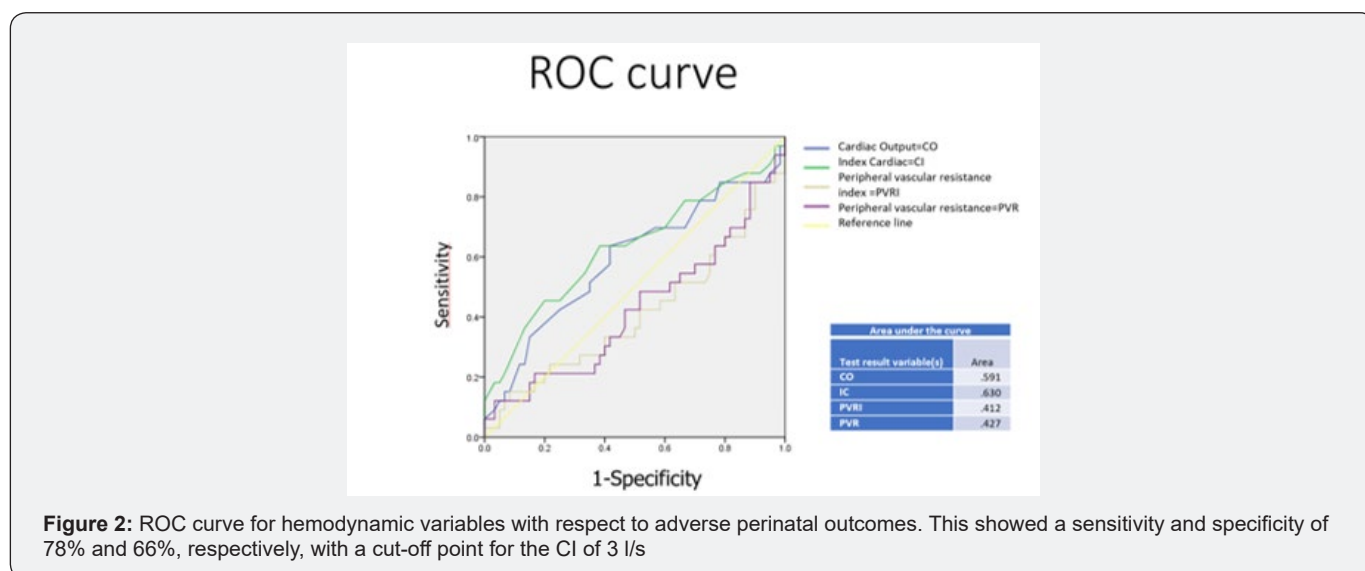 ROC curve
1.0
0.8
0.6
0.4
0.2
0.0
Sensitivity
0.0 0.2 0.4 0.6 0.8 1.0
1-Specificity
Cardiac Output=CO
Index Cardiac=CI
Peripheral vascular resistance
index =PVRI
Peripheral vascular resistance=PVR
Reference line
Area under the curve
Test result variable(s) Area
CO .591
IC .630
PVRI .412
PVR .427
Figure 2: ROC curve for hemodynamic variables with respect to adverse perinatal outcomes. This showed a sensitivity and specificity of
78% and 66%, respectively, with a cut-off point for the CI of 3 l/s